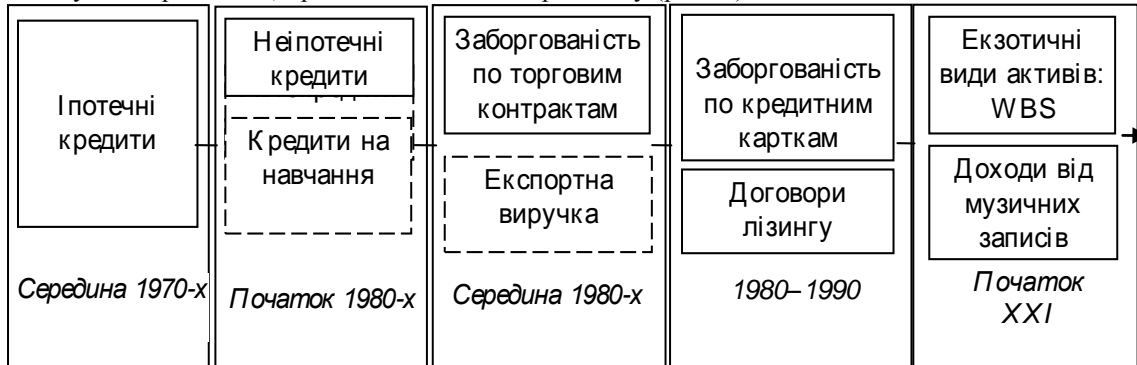 Іпотечні
кредити
Середина 1970-х
Неіпотечні
кредити
Кредити на
навчання
Початок 1980-х
Заборгованість
по торговим
контрактам
Експортна
виручка
Середина 1980-х
Заборгованість
по кредитним
карткам
Договори
лізингу
1980–1990
Екзотичні
види активів:
WBS
Доходи від
музичних
записів
Початок
XXI